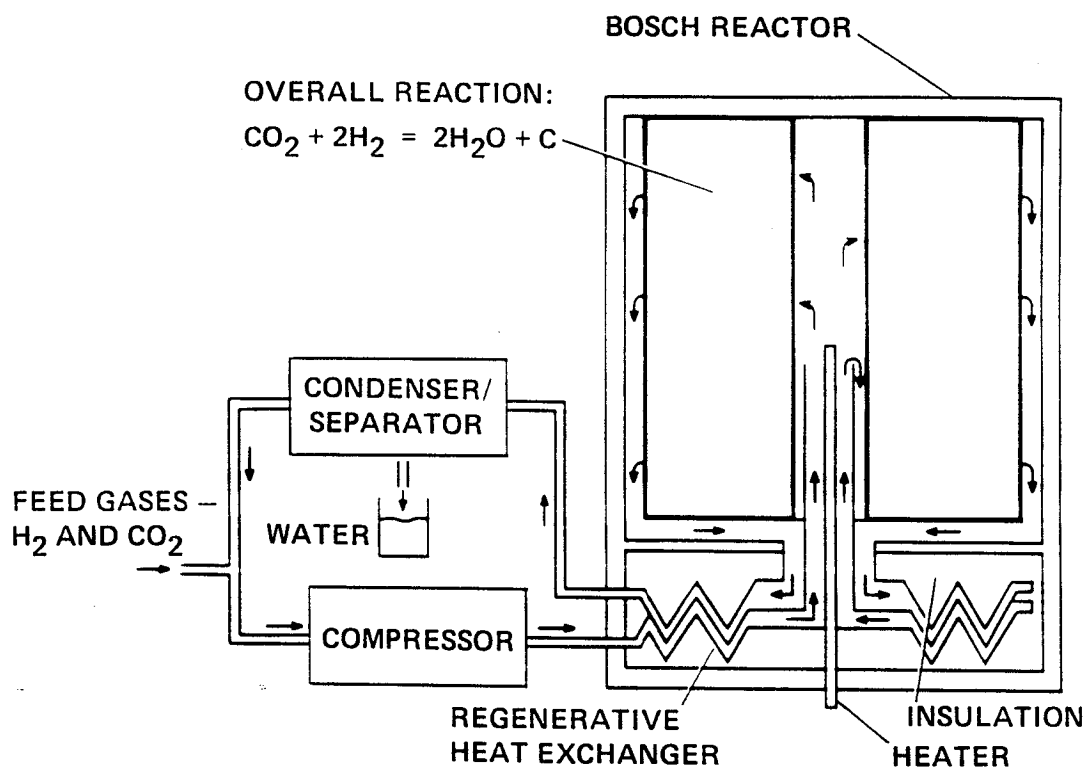 BOSCH REACTOR
OVERALL REACTION:
CO₂ + 2H₂ = 2H₂O + C
CONDENSER/
SEPARATOR
FEED GASES –
H₂ AND CO₂
WATER
COMPRESSOR
REGENERATIVE
HEAT EXCHANGER
INSULATION
HEATER